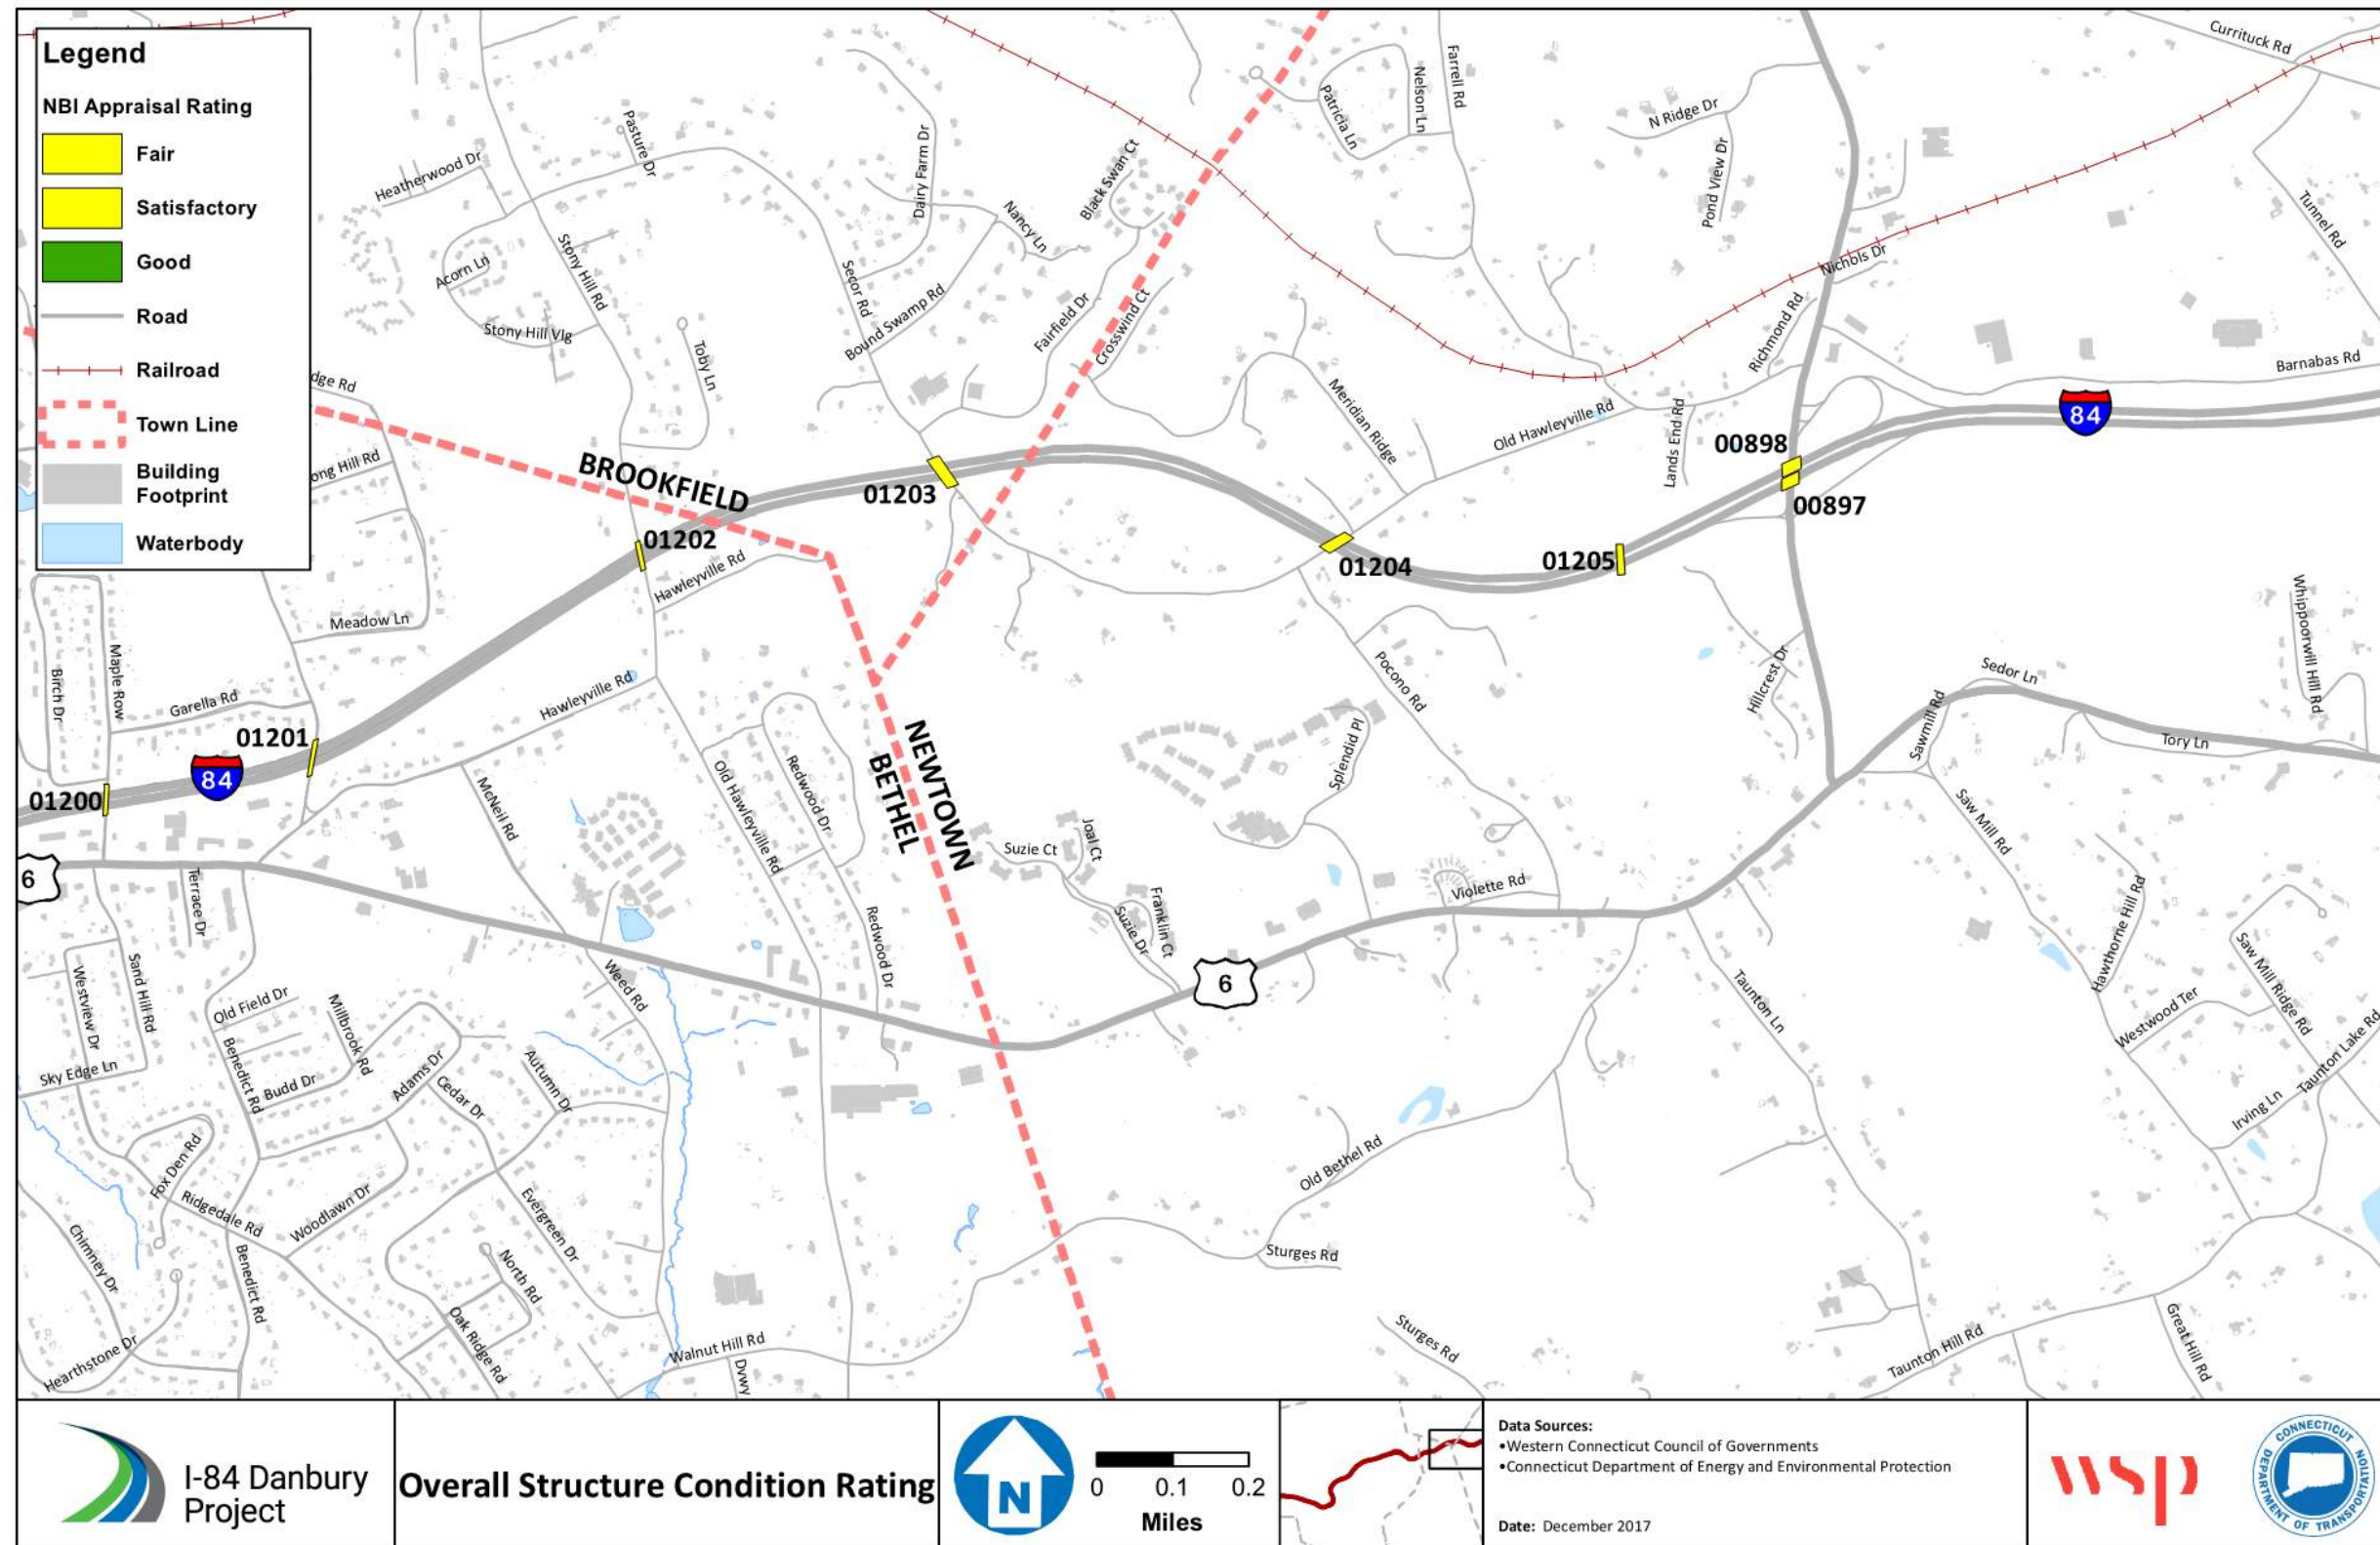 Legend
NBI Appraisal Rating
Fair
Satisfactory
Good
Road
Railroad
Town Line
Building
Footprint
Waterbody
Currituck Rd
Farrell Rd
Nelson Ln
Patricia Ln
N Ridge Dr
Pond View Dr
Tunnel Rd
Nichols Dr
Richmond Rd
Barnabas Rd
Pasture Dr
Heatherwood Dr
Dairy Farm Dr
Black Swan Ct
Nancy Ln
Stony Hill Rd
Acorn Ln
Stony Hill Vlg
Secor Rd
Bound Swamp Rd
Fairfield Dr
Crosswind Ct
Toby Ln
dge Rd
ong Hill Rd
Meridian Ridge
Old Hawleyville Rd
Lands End Rd
84
00898
00897
BROOKFIELD
01203
01202
01204
01205
Hawleyville Rd
Meadow Ln
Birch Dr
Maple Row
Garella Rd
Hawleyville Rd
01201
84
01200
Pocono Rd
Hillcrest Dr
Sedor Ln
Sawmill Rd
Whippoorwill Hill Rd
Tory Ln
NEWTOWN
BETHEL
Splendid Pl
McNeil Rd
Old Hawleyville Rd
Redwood Dr
Suzie Ct
Joal Ct
Saw Mill Rd
6
Terrace Dr
Violette Rd
Franklin Ct
Suzie Dr
Redwood Dr
Hawthorne Hill Rd
Saw Mill Ridge Rd
6
Westview Dr
Sand Hill Rd
Weed Rd
Old Field Dr
Millbrook Rd
Taunton Ln
Westwood Ter
Taunton Lake Rd
Sky Edge Ln
Benedict Rd
Budd Dr
Adams Dr
Cedar Dr
Autumn Dr
Irving Ln
Fox Den Rd
Old Bethel Rd
Ridgedale Rd
Woodlawn Dr
Evergreen Dr
Sturges Rd
Chimney Dr
Benedict Rd
North Rd
Oak Ridge Rd
Hearthstone Dr
Walnut Hill Rd
Dvwy
Sturges Rd
Taunton Hill Rd
Great Hill Rd
I-84 Danbury
Project
Overall Structure Condition Rating
N
0 0.1 0.2
Miles
Data Sources:
•Western Connecticut Council of Governments
•Connecticut Department of Energy and Environmental Protection
Date: December 2017
wsp
CONNECTICUT
DEPARTMENT OF TRANSPORTATION